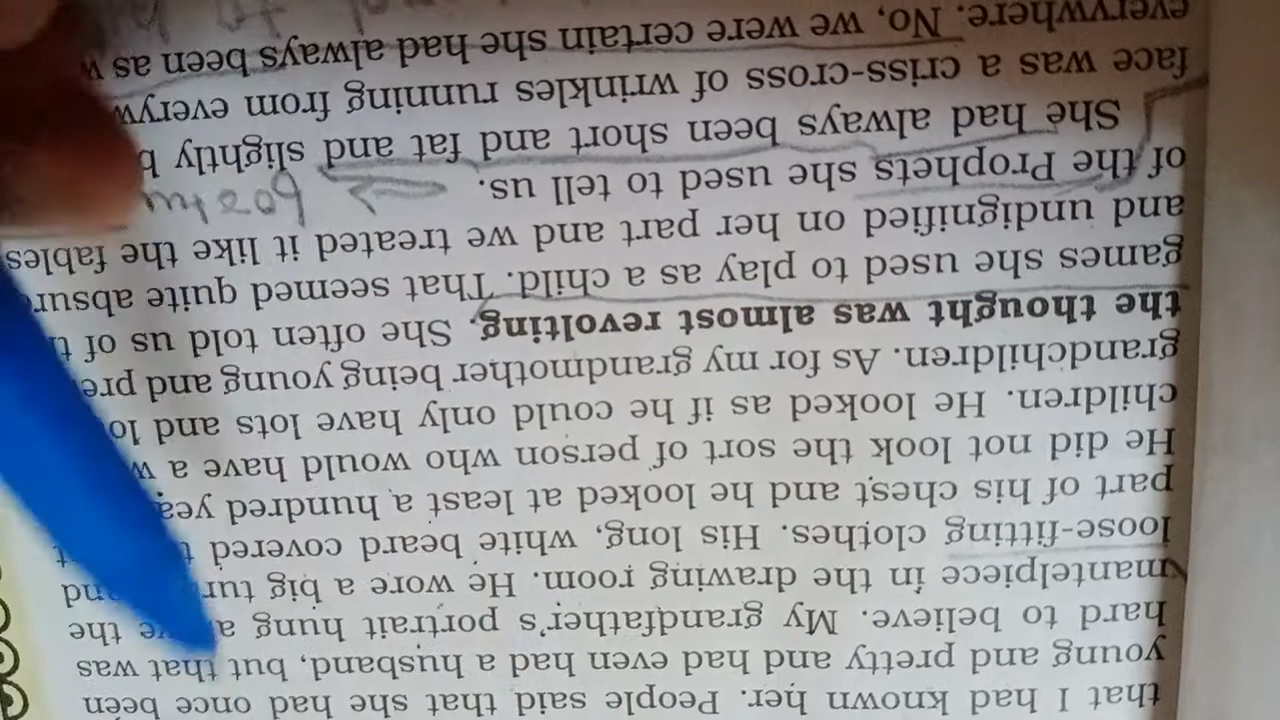 that I had known her. People said that she had once been
young and pretty and had even had a husband, but that was
hard to believe. My grandfather's portrait hung the
mantelpiece in the drawing room. He wore a big
loose-fitting clothes. His long, white beard covered
part of his chest and he looked at least a hundred
He did not look the sort of person who would have a
children. He looked as if he could only have lots and
grandchildren. As for my grandmother being young and
the thought was almost revolting. She often told us of
games she used to play as a child. That seemed quite
and undignified on her part and we treated it like the fables
of the Prophets she used to tell us.
She had always been short and fat and slightly
face was a criss-cross of wrinkles running from
everywhere. No, we were certain she had always been as